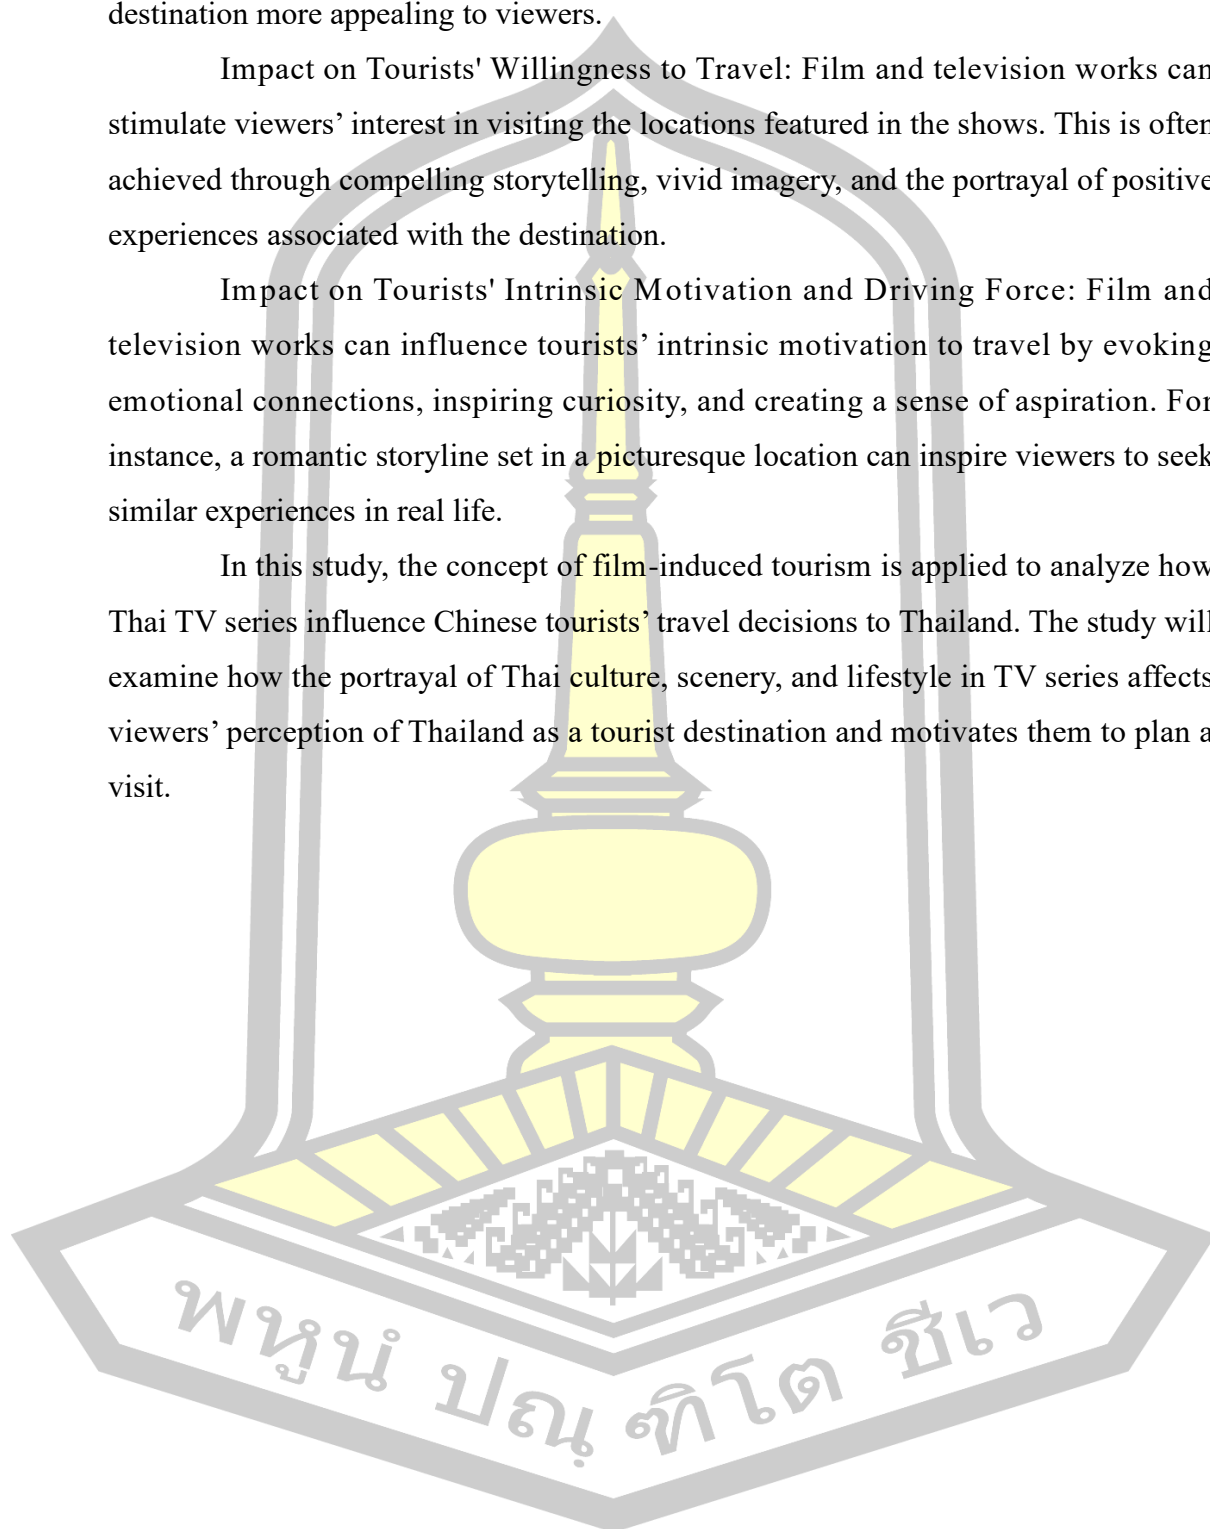 destination more appealing to viewers.
Impact on Tourists' Willingness to Travel: Film and television works can
stimulate viewers’ interest in visiting the locations featured in the shows. This is often
achieved through compelling storytelling, vivid imagery, and the portrayal of positive
experiences associated with the destination.
Impact on Tourists' Intrinsic Motivation and Driving Force: Film and
television works can influence tourists’ intrinsic motivation to travel by evoking
emotional connections, inspiring curiosity, and creating a sense of aspiration. For
instance, a romantic storyline set in a picturesque location can inspire viewers to seek
similar experiences in real life.
In this study, the concept of film-induced tourism is applied to analyze how
Thai TV series influence Chinese tourists’ travel decisions to Thailand. The study will
examine how the portrayal of Thai culture, scenery, and lifestyle in TV series affects
viewers’ perception of Thailand as a tourist destination and motivates them to plan a
visit.
พหูนํ ปณฺ ฑิโต ชีเว